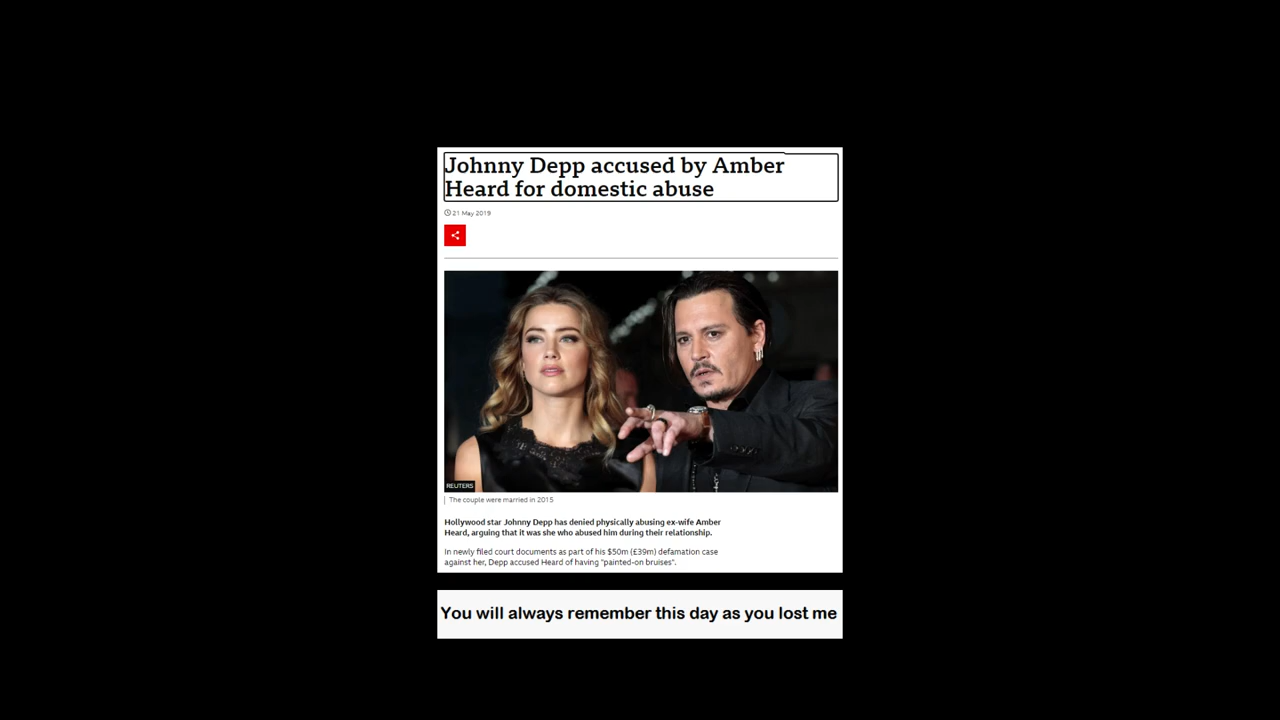 Johnny Depp accused by Amber
Heard for domestic abuse
21 May 2019
REUTERS
The couple were married in 2015
Hollywood star Johnny Depp has denied physically abusing ex-wife Amber
Heard, arguing that it was she who abused him during their relationship.
In newly filed court documents as part of his $50m (£39m) defamation case
against her, Depp accused Heard of having "painted-on bruises".
You will always remember this day as you lost me